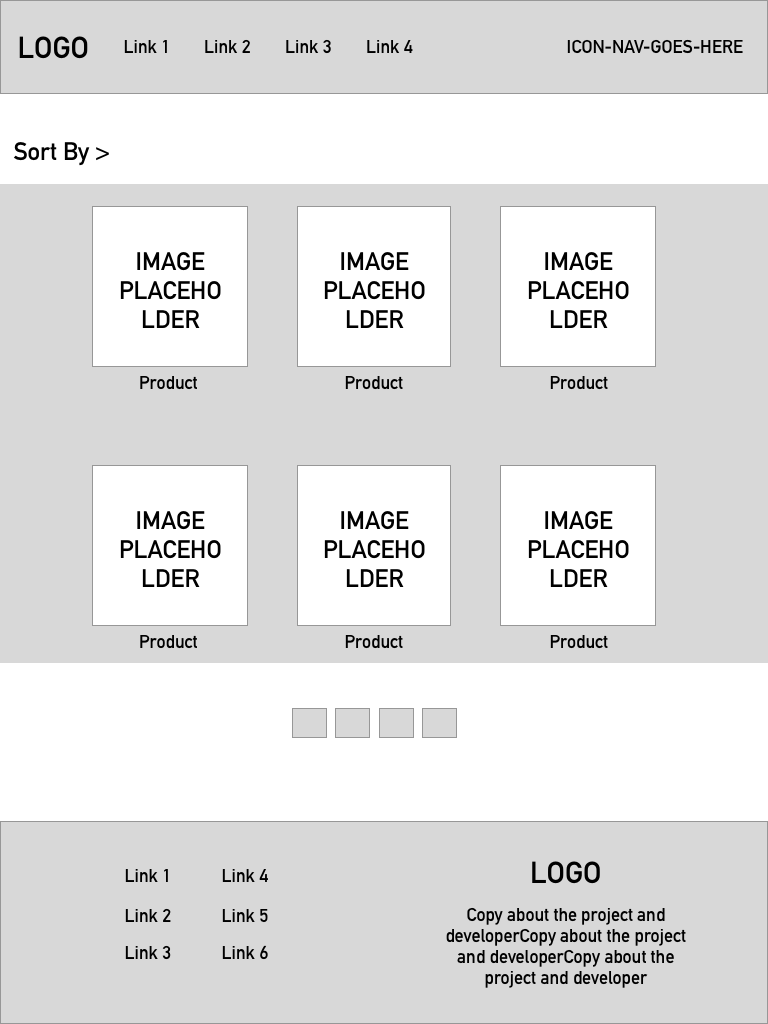 LOGO Link 1 Link 2 Link 3 Link 4 ICON-NAV-GOES-HERE
Sort By >
IMAGE IMAGE IMAGE
PLACEHO PLACEHO PLACEHO
LDER LDER LDER
Product Product Product
IMAGE IMAGE IMAGE
PLACEHO PLACEHO PLACEHO
LDER LDER LDER
Product Product Product
Link 1 Link 4
Link 2 Link 5
Link 3 Link 6
LOGO
Copy about the project and
developerCopy about the project
and developerCopy about the
project and developer